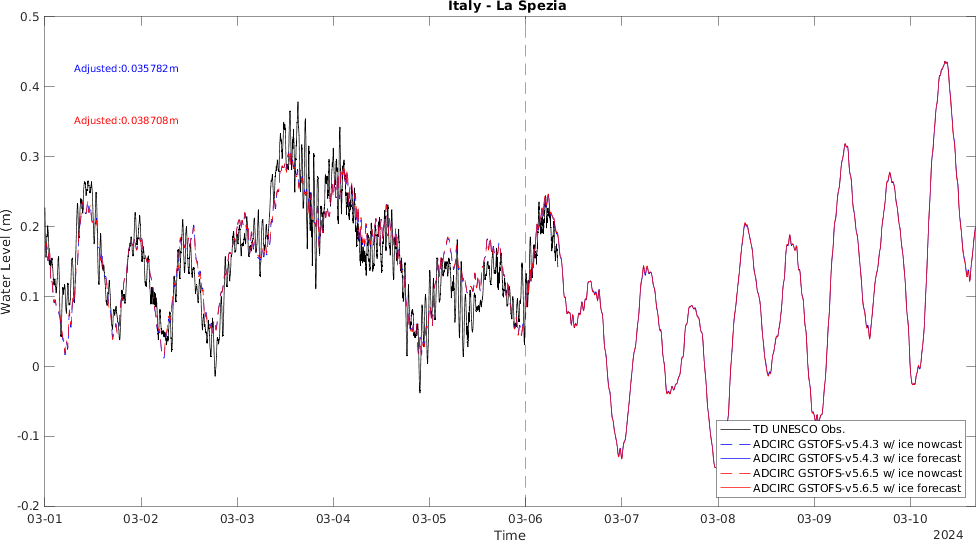 Italy - La Spezia
Adjusted:0.035782m
Adjusted:0.038708m
Water Level (m)
0.5
0.4
0.3
0.2
0.1
0
-0.1
-0.2
03-01 03-02 03-03 03-04 03-05 03-06 03-07 03-08 03-09 03-10
Time
2024
TD UNESCO Obs.
ADCIRC GSTOFS-v5.4.3 w/ ice nowcast
ADCIRC GSTOFS-v5.4.3 w/ ice forecast
ADCIRC GSTOFS-v5.6.5 w/ ice nowcast
ADCIRC GSTOFS-v5.6.5 w/ ice forecast